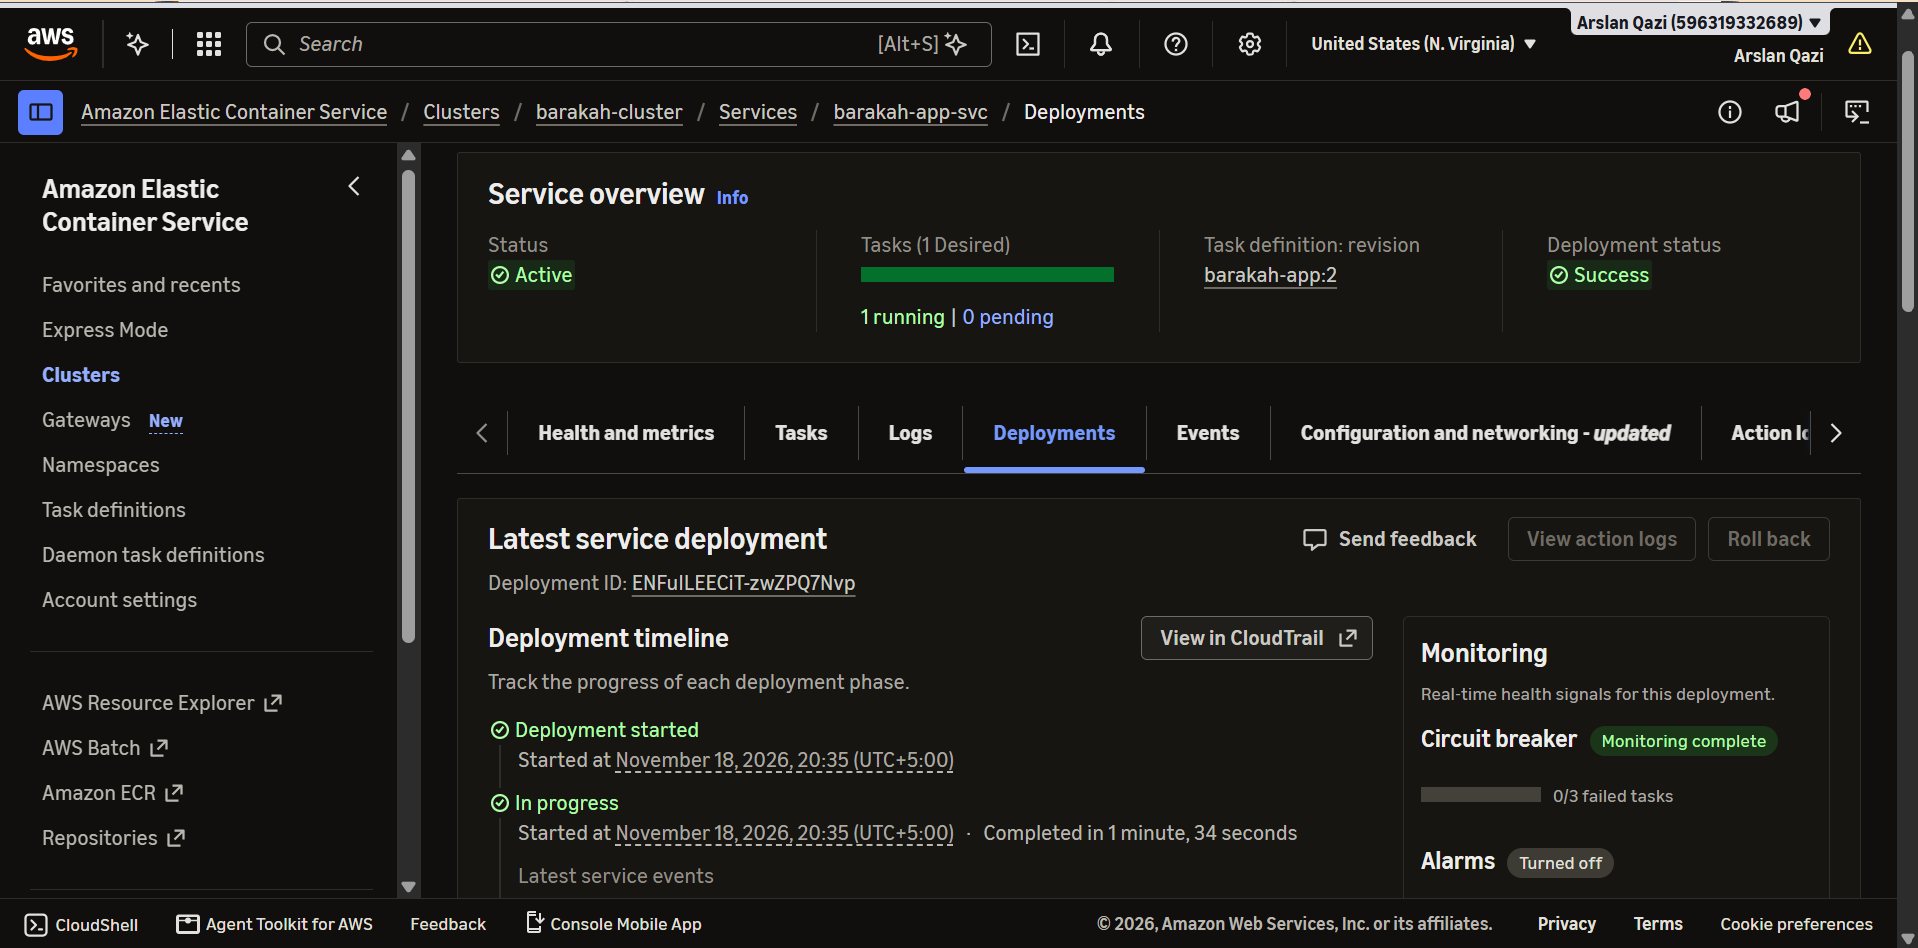 aws
Search
[Alt+S]
United States (N. Virginia)
Arslan Qazi (596319332689)
Arslan Qazi
Amazon Elastic Container Service / Clusters / barakah-cluster / Services / barakah-app-svc / Deployments
Amazon Elastic
Container Service
Favorites and recents
Express Mode
Clusters
Gateways New
Namespaces
Task definitions
Daemon task definitions
Account settings
AWS Resource Explorer
AWS Batch
Amazon ECR
Repositories
Service overview Info
Status
Active
Tasks (1 Desired)
1 running | 0 pending
Task definition: revision
barakah-app:2
Deployment status
Success
Health and metrics
Tasks
Logs
Deployments
Events
Configuration and networking - updated
Action lo
Latest service deployment
Send feedback
View action logs
Roll back
Deployment ID: ENFulLEECiT-zwZPQ7Nvp
Deployment timeline
View in CloudTrail
Track the progress of each deployment phase.
Deployment started
Started at November 18, 2026, 20:35 (UTC+5:00)
In progress
Started at November 18, 2026, 20:35 (UTC+5:00) · Completed in 1 minute, 34 seconds
Latest service events
Monitoring
Real-time health signals for this deployment.
Circuit breaker Monitoring complete
0/3 failed tasks
Alarms Turned off
CloudShell
Agent Toolkit for AWS
Feedback
Console Mobile App
© 2026, Amazon Web Services, Inc. or its affiliates.
Privacy
Terms
Cookie preferences